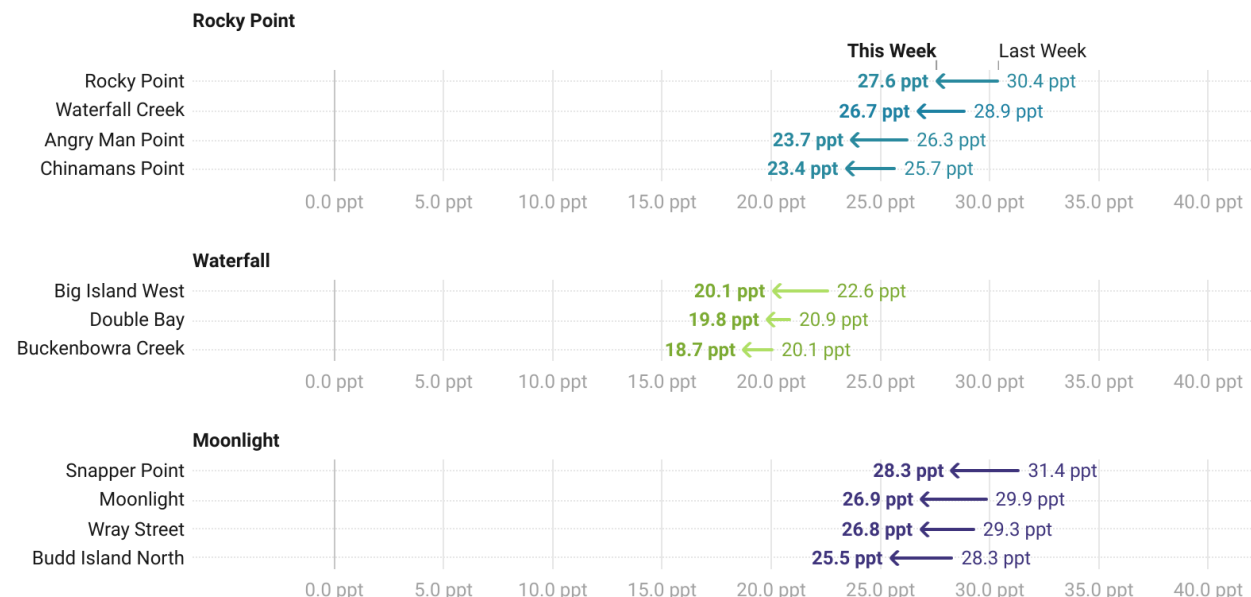 Rocky Point
This Week Last Week
Rocky Point 27.6 ppt 30.4 ppt
Waterfall Creek 26.7 ppt 28.9 ppt
Angry Man Point 23.7 ppt 26.3 ppt
Chinamans Point 23.4 ppt 25.7 ppt
0.0 ppt 5.0 ppt 10.0 ppt 15.0 ppt 20.0 ppt 25.0 ppt 30.0 ppt 35.0 ppt 40.0 ppt
Waterfall
Big Island West 20.1 ppt 22.6 ppt
Double Bay 19.8 ppt 20.9 ppt
Buckenbowra Creek 18.7 ppt 20.1 ppt
0.0 ppt 5.0 ppt 10.0 ppt 15.0 ppt 20.0 ppt 25.0 ppt 30.0 ppt 35.0 ppt 40.0 ppt
Moonlight
Snapper Point 28.3 ppt 31.4 ppt
Moonlight 26.9 ppt 29.9 ppt
Wray Street 26.8 ppt 29.3 ppt
Budd Island North 25.5 ppt 28.3 ppt
0.0 ppt 5.0 ppt 10.0 ppt 15.0 ppt 20.0 ppt 25.0 ppt 30.0 ppt 35.0 ppt 40.0 ppt